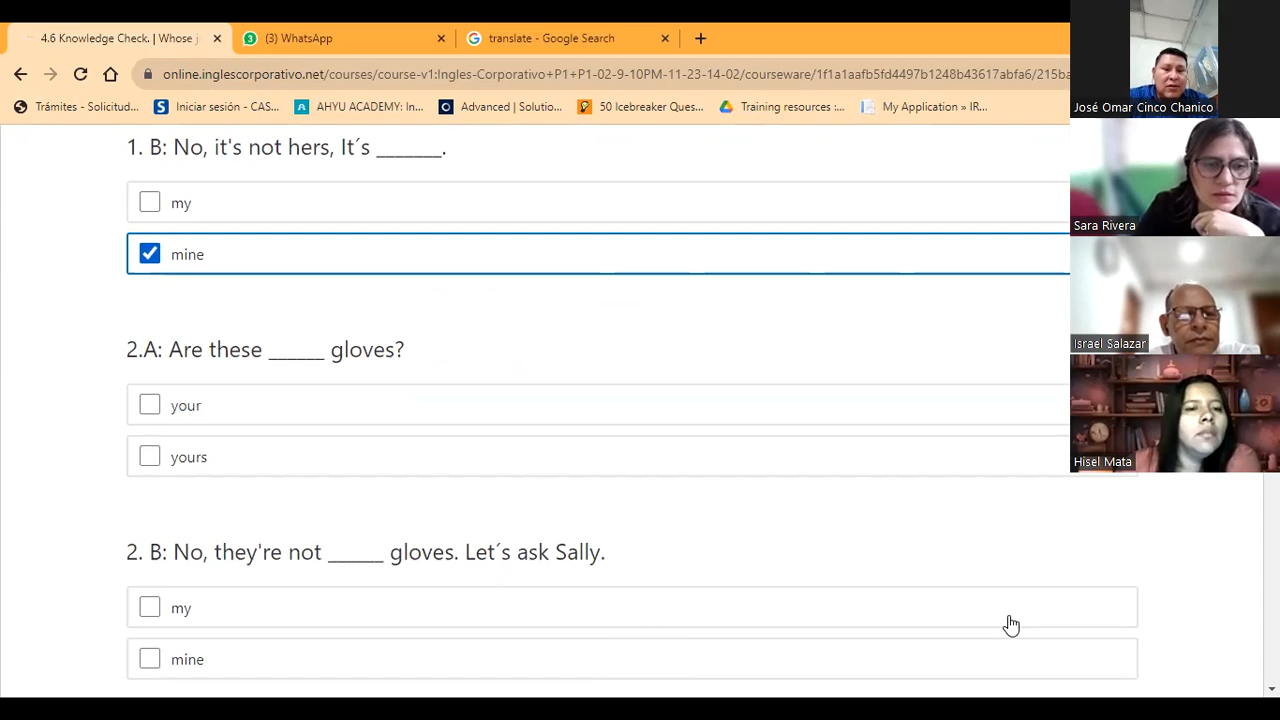 4.6 Knowledge Check. | Whose j
(3) WhatsApp
translate - Google Search
online.inglescorporativo.net/courses/course-v1:Ingles-Corporativo+P1+P1-02-9-10PM-11-23-14-02/courseware/1f1a1aafb5fd4497b1248b43617abfa6/215ba
Trámites - Solicitud...
Iniciar sesión - CAS...
AHYU ACADEMY: In...
Advanced | Solutio...
50 Icebreaker Ques...
Training resources :...
My Application » IR...
1. B: No, it's not hers, It´s _______.
my
mine
2.A: Are these ______ gloves?
your
yours
2. B: No, they're not ______ gloves. Let´s ask Sally.
my
mine
José Omar Cinco Chanico
Sara Rivera
Israel Salazar
Hisel Mata